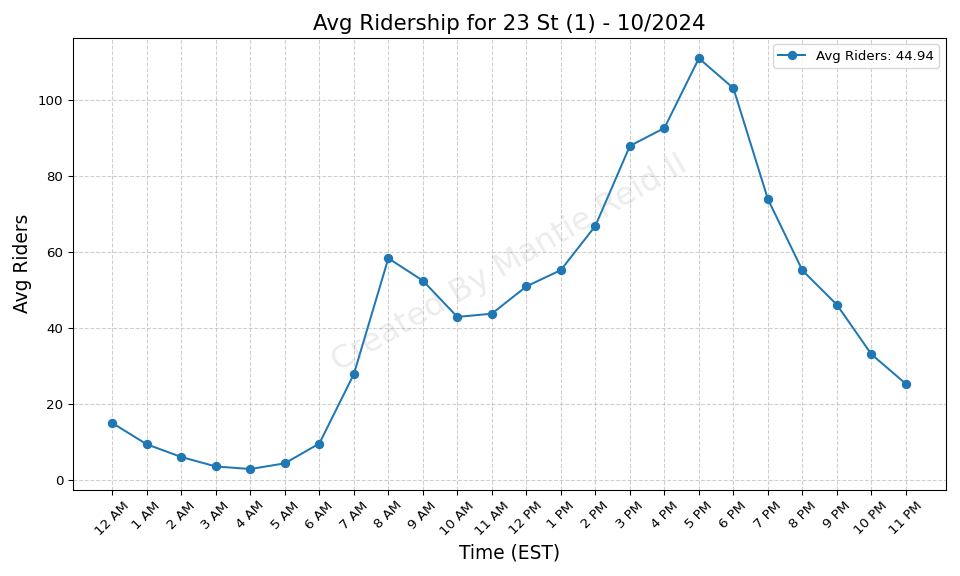 Avg Ridership for 23 St (1) - 10/2024
Avg Riders: 44.94
Avg Riders
100
80
60
40
20
0
Created By Mantie Reid II
12 AM
1 AM
2 AM
3 AM
4 AM
5 AM
6 AM
7 AM
8 AM
9 AM
10 AM
11 AM
12 PM
1 PM
2 PM
3 PM
4 PM
5 PM
6 PM
7 PM
8 PM
9 PM
10 PM
11 PM
Time (EST)